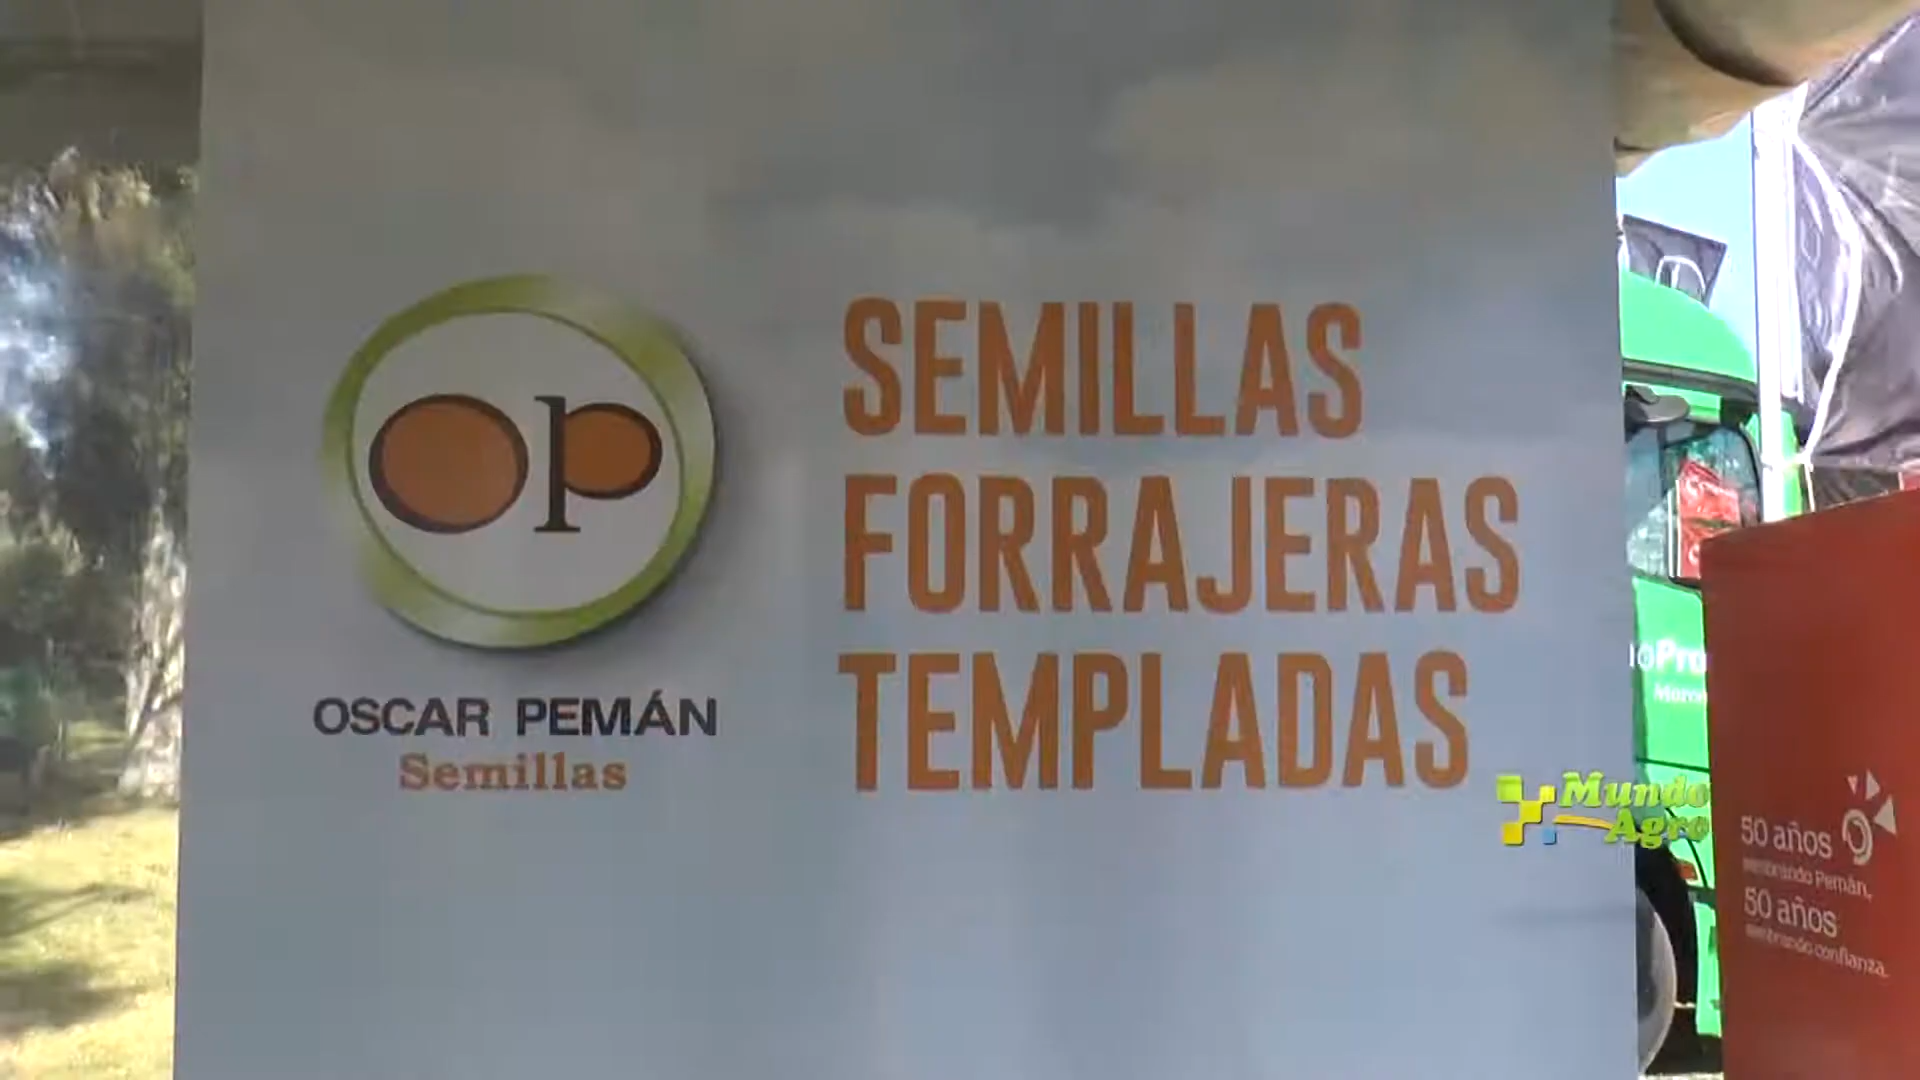 op
OSCAR PEMÁN
Semillas
SEMILLAS
FORRAJERAS
TEMPLADAS
Mundo
Agro
50 años
sembrando Pemán.
50 años
sembrando confianza.